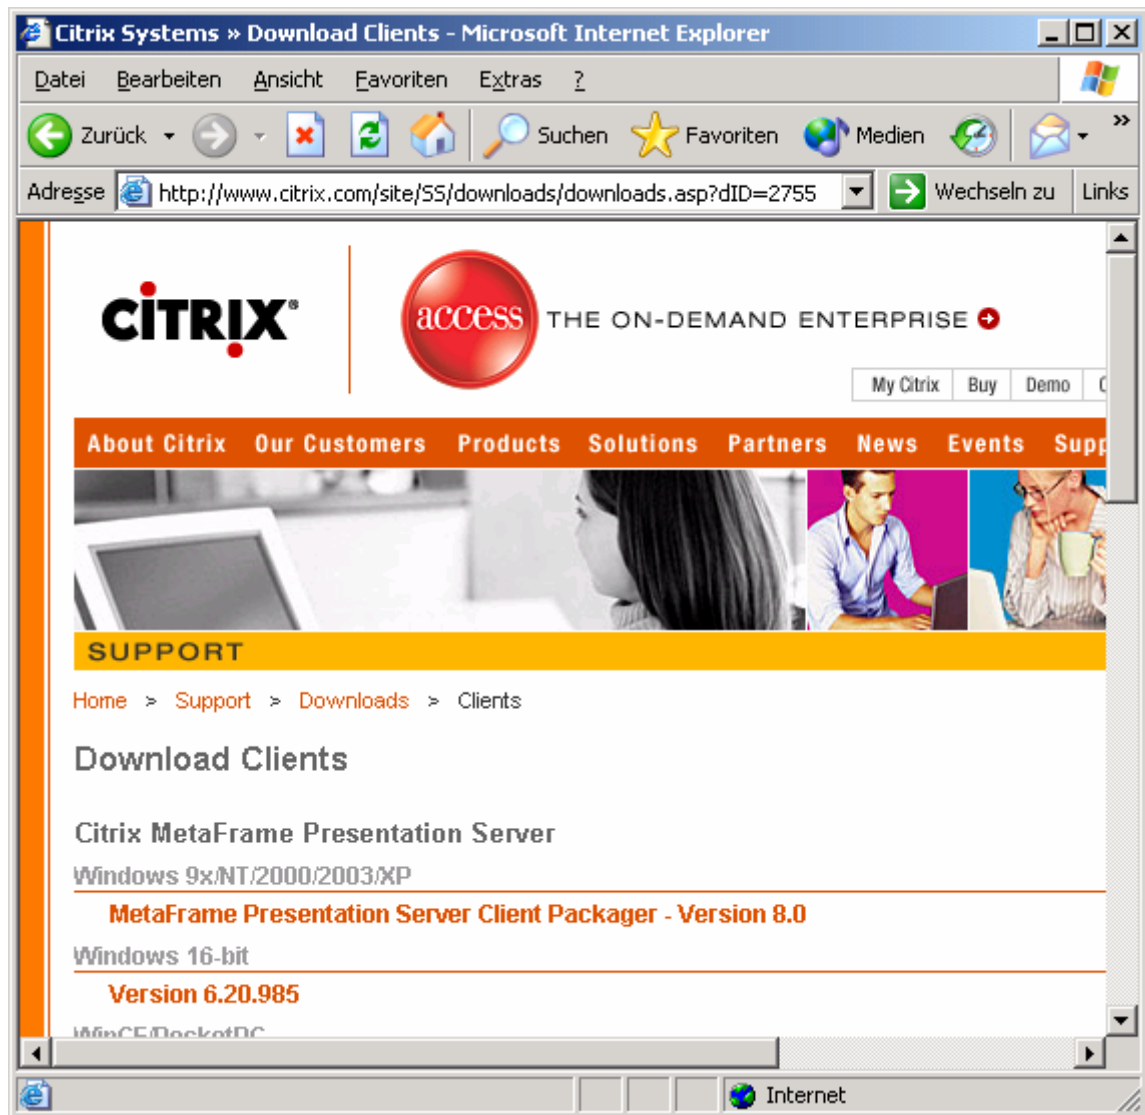 Citrix Systems » Download Clients - Microsoft Internet Explorer
Datei Bearbeiten Ansicht Favoriten Extras ?
Zurück Suchen Favoriten Medien »
Adresse http://www.citrix.com/site/SS/downloads/downloads.asp?dID=2755 Wechseln zu Links
CITRIX® access THE ON-DEMAND ENTERPRISE
My Citrix Buy Demo
About Citrix Our Customers Products Solutions Partners News Events Supp
SUPPORT
Home > Support > Downloads > Clients
Download Clients
Citrix MetaFrame Presentation Server
Windows 9x/NT/2000/2003/XP
MetaFrame Presentation Server Client Packager - Version 8.0
Windows 16-bit
Version 6.20.985
WinCE/PocketPC
Internet